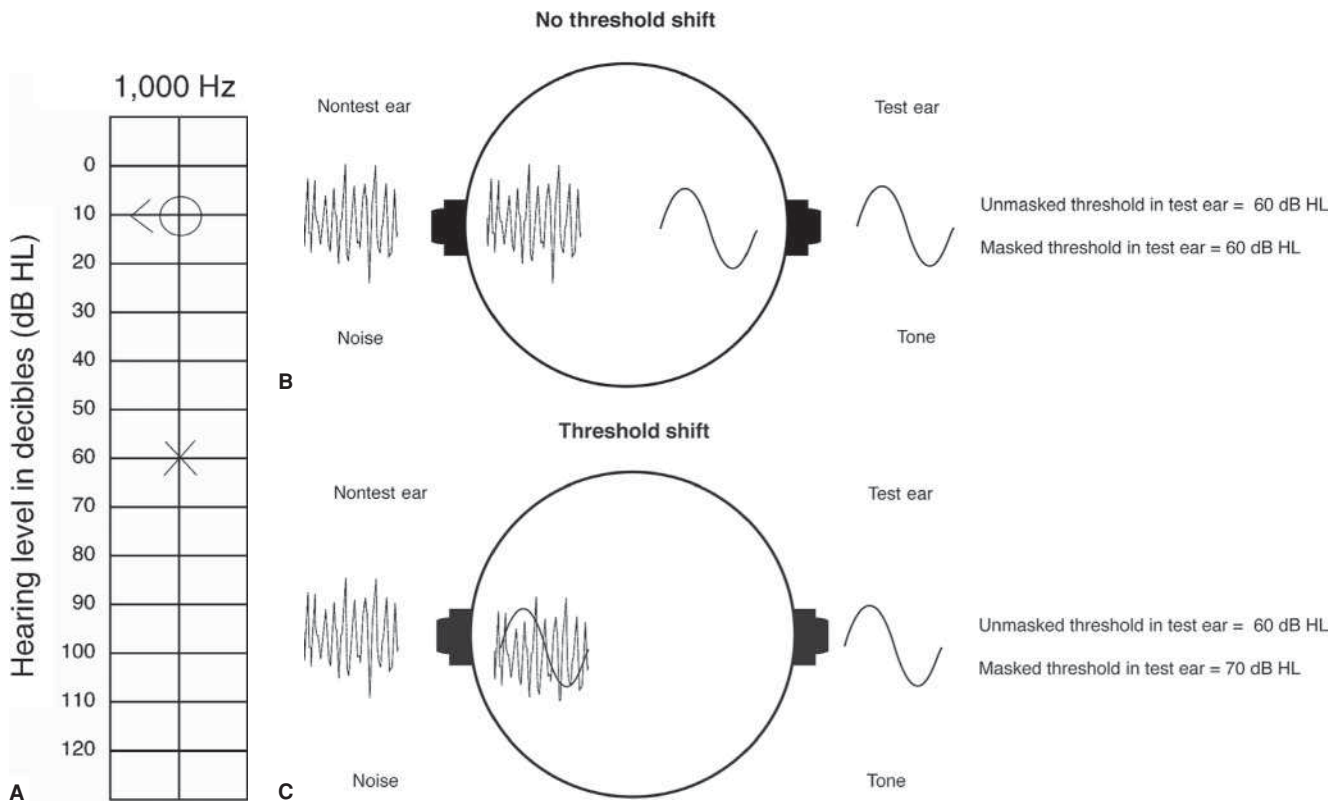 1,000 Hz
Hearing level in decibles (dB HL)
0
10
20
30
40
50
60
70
80
90
100
110
120
A
No threshold shift
Nontest ear
Test ear
Unmasked threshold in test ear = 60 dB HL
Masked threshold in test ear = 60 dB HL
Noise
Tone
B
Threshold shift
Nontest ear
Test ear
Unmasked threshold in test ear = 60 dB HL
Masked threshold in test ear = 70 dB HL
Noise
Tone
C